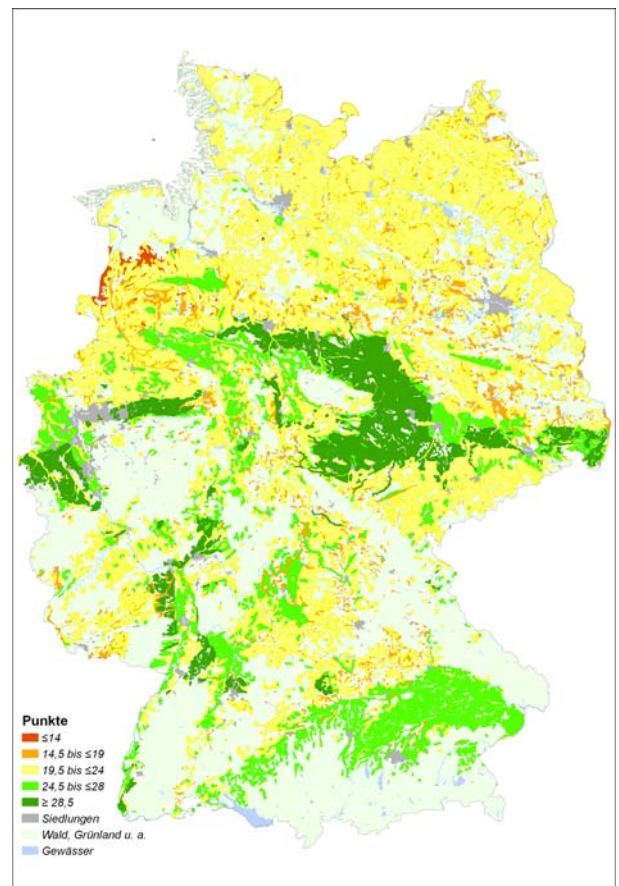 Punkte
≤14
14,5 bis ≤19
19,5 bis ≤24
24,5 bis ≤28
≥ 28,5
Siedlungen
Wald, Grünland u. a.
Gewässer